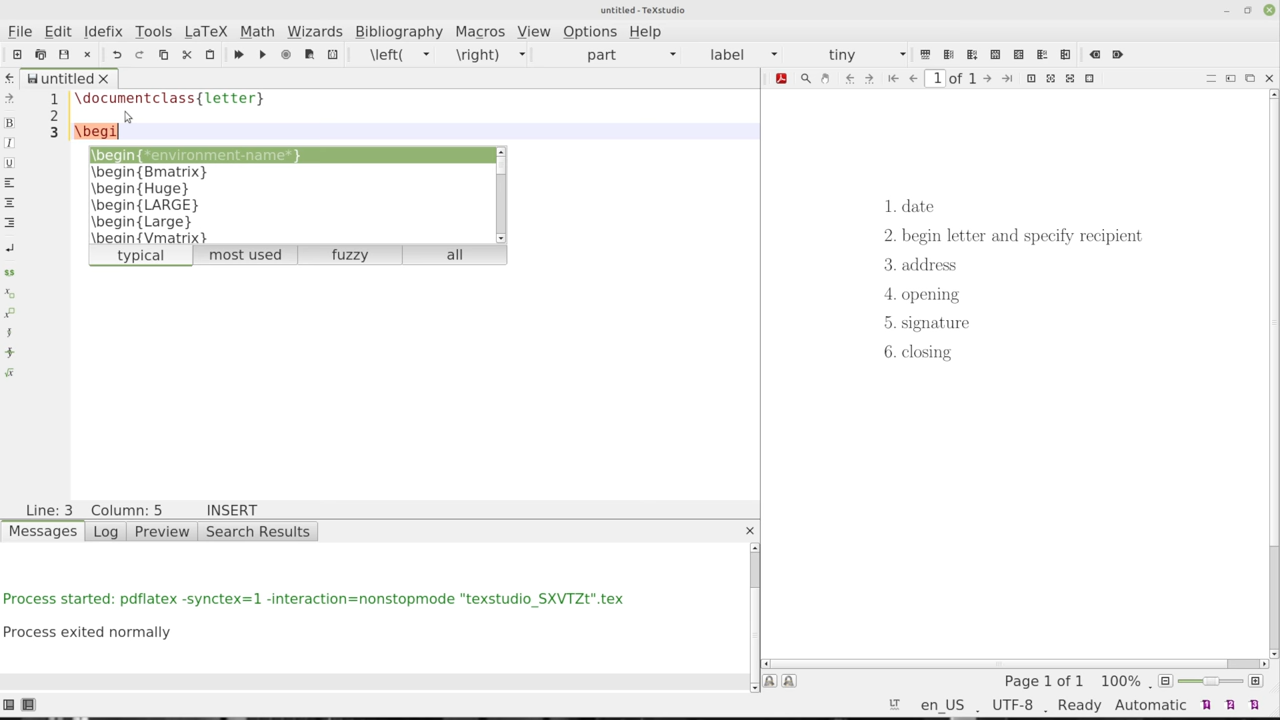 untitled - TeXstudio
File Edit Idefix Tools LaTeX Math Wizards Bibliography Macros View Options Help
\left( \right) part label tiny
untitled
1 of 1
1 \documentclass{letter}
2
3 \begi
\begin{*environment-name*}
\begin{Bmatrix}
\begin{Huge}
\begin{LARGE}
\begin{Large}
\begin{Vmatrix}
typical most used fuzzy all
1. date
2. begin letter and specify recipient
3. address
4. opening
5. signature
6. closing
Line: 3 Column: 5 INSERT
Messages Log Preview Search Results
Process started: pdflatex -synctex=1 -interaction=nonstopmode "texstudio_SXVTZt".tex
Process exited normally
Page 1 of 1 100%
LT en_US UTF-8 Ready Automatic